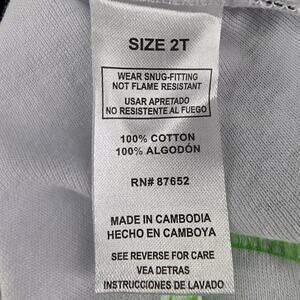 SIZE 2T
WEAR SNUG-FITTING
NOT FLAME RESISTANT
USAR APRETADO
NO RESISTENTE AL FUEGO
100% COTTON
100% ALGODÓN
RN# 87652
MADE IN CAMBODIA
HECHO EN CAMBOYA
SEE REVERSE FOR CARE
VEA DETRAS
INSTRUCCIONES DE LAVADO